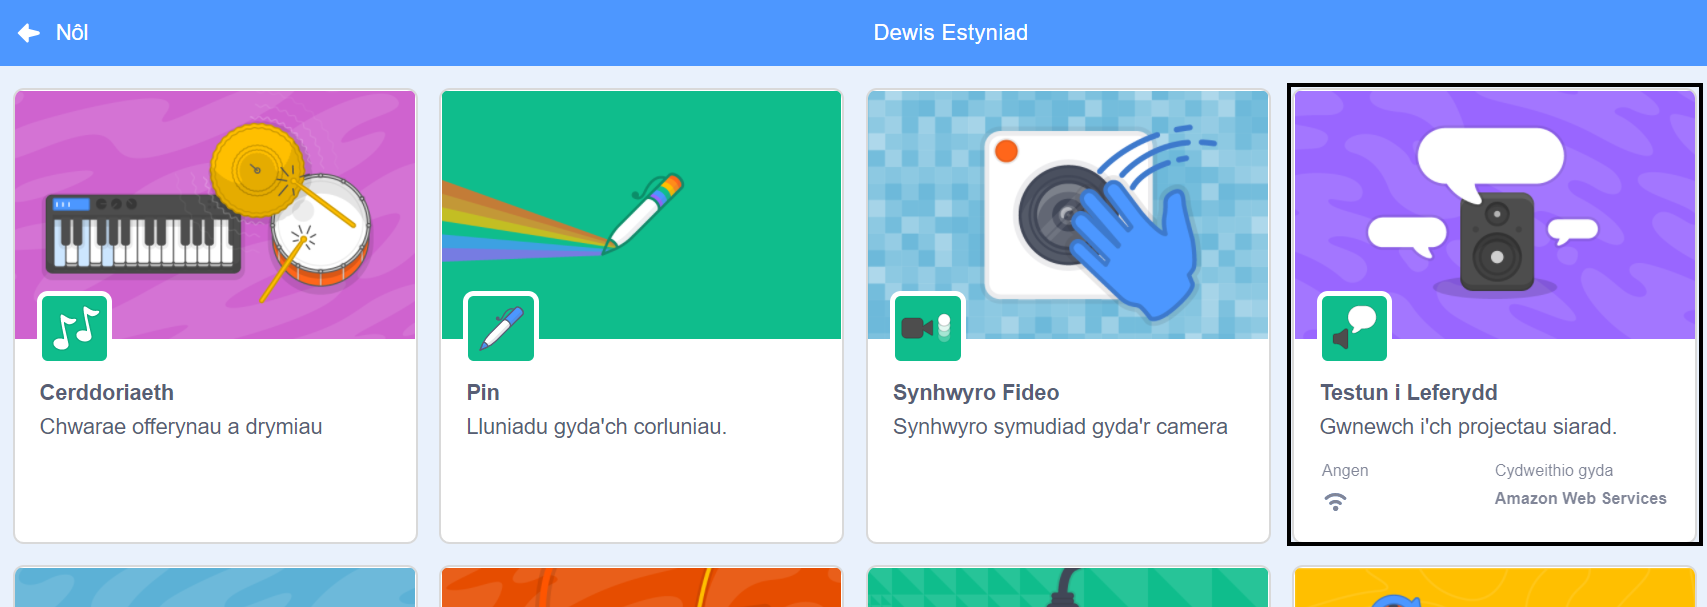 Nôl
Dewis Estyniad
Cerddoriaeth
Chwarae offerynau a drymiau
Pin
Lluniadu gyda'ch corluniau.
Synhwyro Fideo
Synhwyro symudiad gyda'r camera
Testun i Leferydd
Gwnewch i'ch projectau siarad.
Angen
Cydweithio gyda
Amazon Web Services